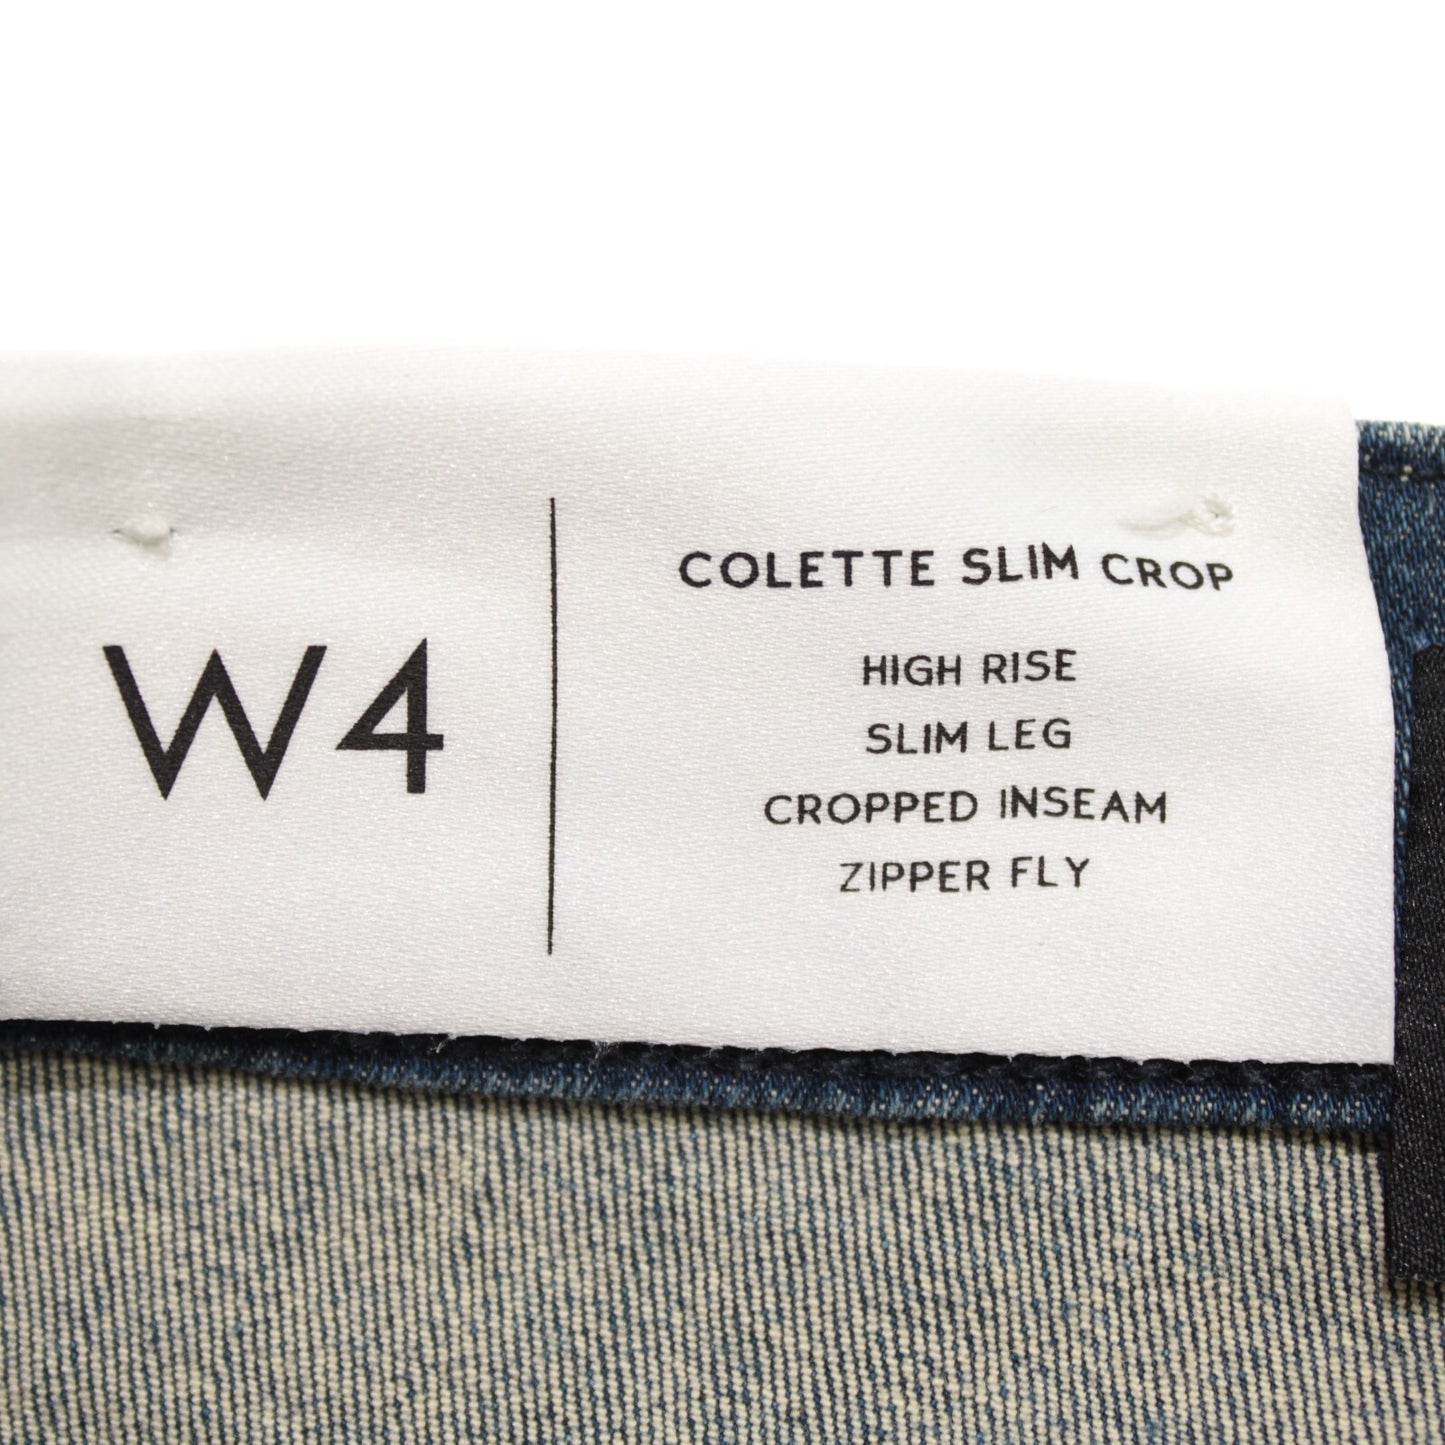 W4
COLETTE SLIM CROP
HIGH RISE
SLIM LEG
CROPPED INSEAM
ZIPPER FLY